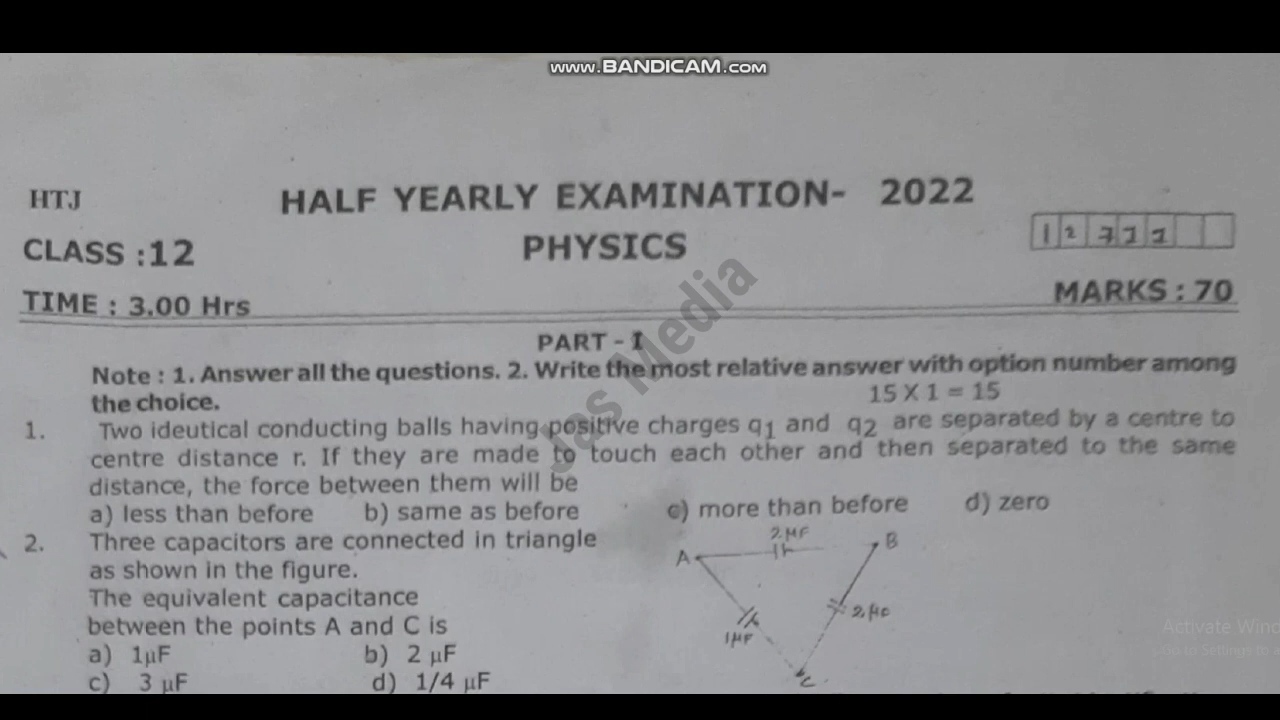 www.BANDICAM.com
HTJ
HALF YEARLY EXAMINATION- 2022
CLASS :12
PHYSICS
1 2 7 1 1
TIME : 3.00 Hrs
MARKS : 70
PART - I
Note : 1. Answer all the questions. 2. Write the most relative answer with option number among
the choice.
15 X 1 = 15
1. Two ideutical conducting balls having positive charges q1 and q2 are separated by a centre to
centre distance r. If they are made to touch each other and then separated to the same
distance, the force between them will be
a) less than before b) same as before c) more than before d) zero
2. Three capacitors are connected in triangle
as shown in the figure.
The equivalent capacitance
between the points A and C is
a) 1µF b) 2 µF
c) 3 µF d) 1/4 µF
A 2µF B
1µF
C
Jas Media
Activate Wind